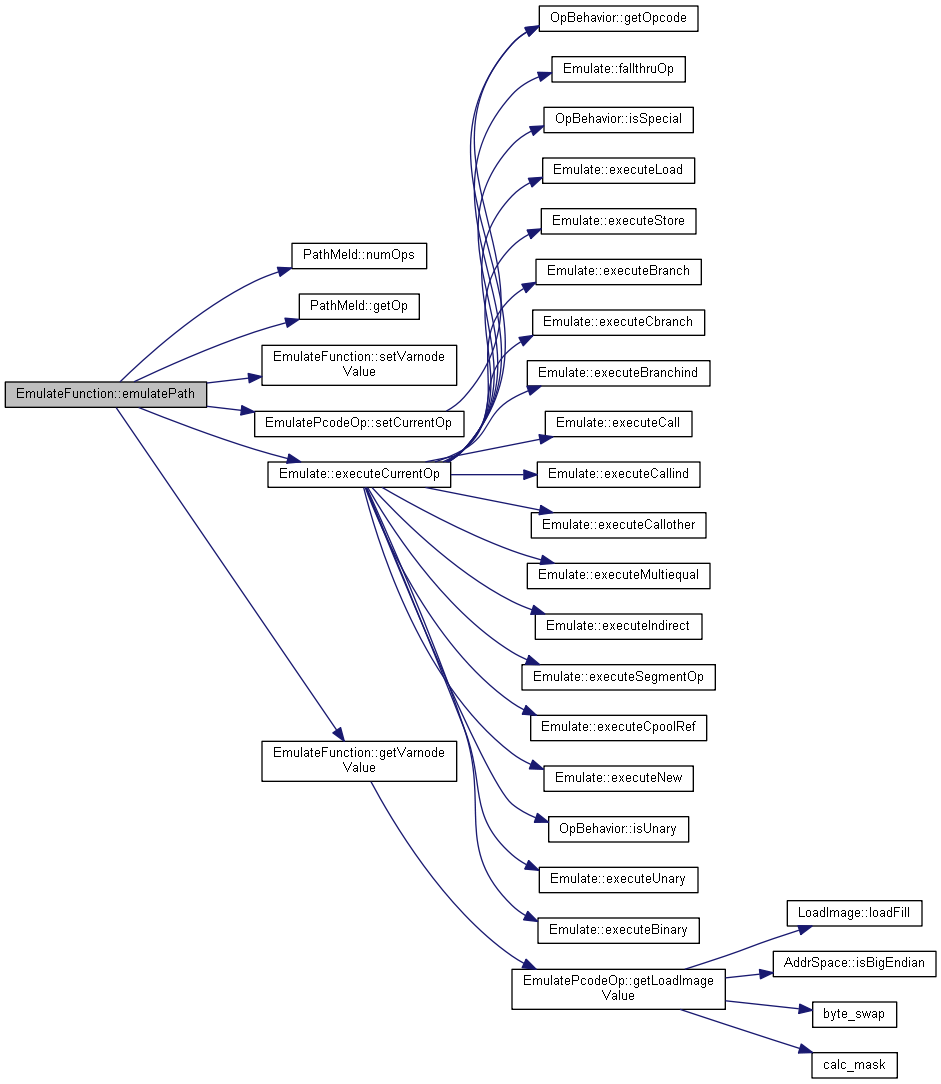 EmulateFunction::emulatePath
PathMeld::numOps
PathMeld::getOp
EmulateFunction::setVarnode
Value
EmulatePcodeOp::setCurrentOp
Emulate::executeCurrentOp
EmulateFunction::getVarnode
Value
OpBehavior::getOpcode
Emulate::fallthruOp
OpBehavior::isSpecial
Emulate::executeLoad
Emulate::executeStore
Emulate::executeBranch
Emulate::executeCbranch
Emulate::executeBranchind
Emulate::executeCall
Emulate::executeCallind
Emulate::executeCallother
Emulate::executeMultiequal
Emulate::executeIndirect
Emulate::executeSegmentOp
Emulate::executeCpoolRef
Emulate::executeNew
OpBehavior::isUnary
Emulate::executeUnary
Emulate::executeBinary
EmulatePcodeOp::getLoadImage
Value
LoadImage::loadFill
AddrSpace::isBigEndian
byte_swap
calc_mask